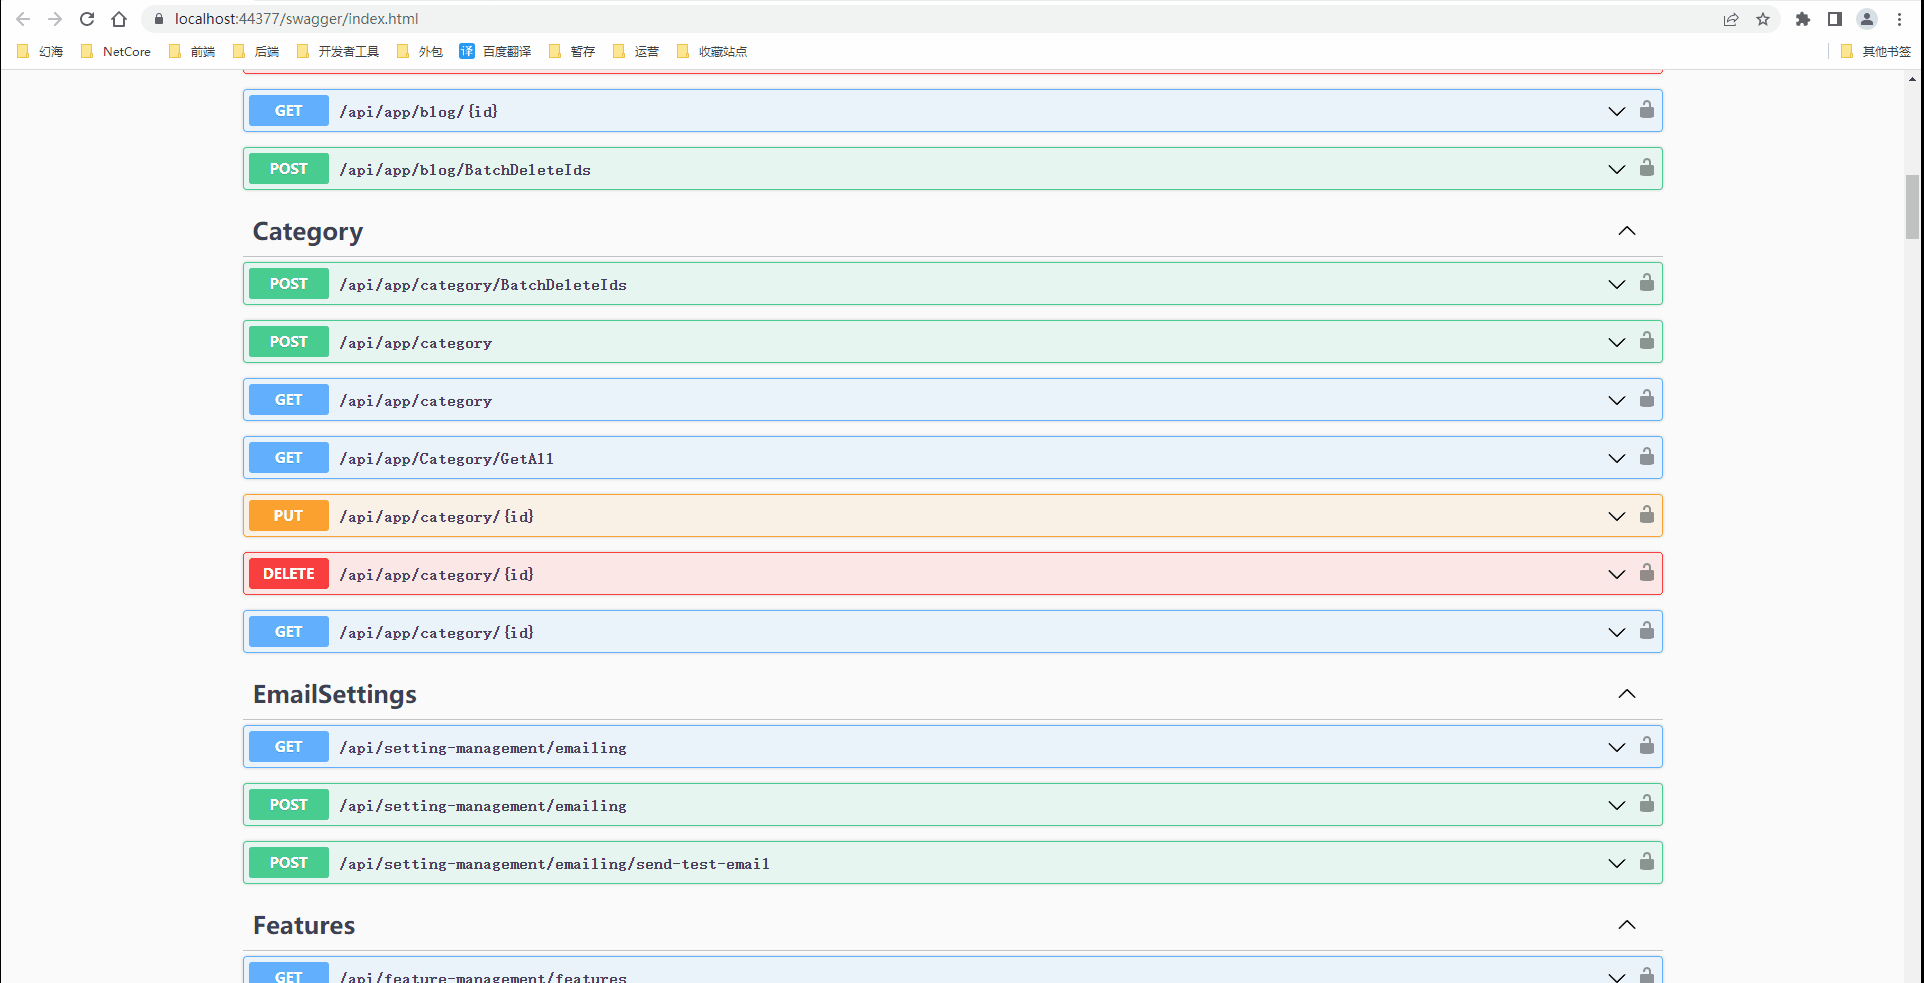 localhost:44377/swagger/index.html
幻海 NetCore 前端 后端 开发者工具 外包 译 百度翻译 暂存 运营 收藏站点 其他书签
GET /api/app/blog/{id}
POST /api/app/blog/BatchDeleteIds
Category
POST /api/app/category/BatchDeleteIds
POST /api/app/category
GET /api/app/category
GET /api/app/Category/GetAll
PUT /api/app/category/{id}
DELETE /api/app/category/{id}
GET /api/app/category/{id}
EmailSettings
GET /api/setting-management/emailing
POST /api/setting-management/emailing
POST /api/setting-management/emailing/send-test-email
Features
GET /api/feature-management/features